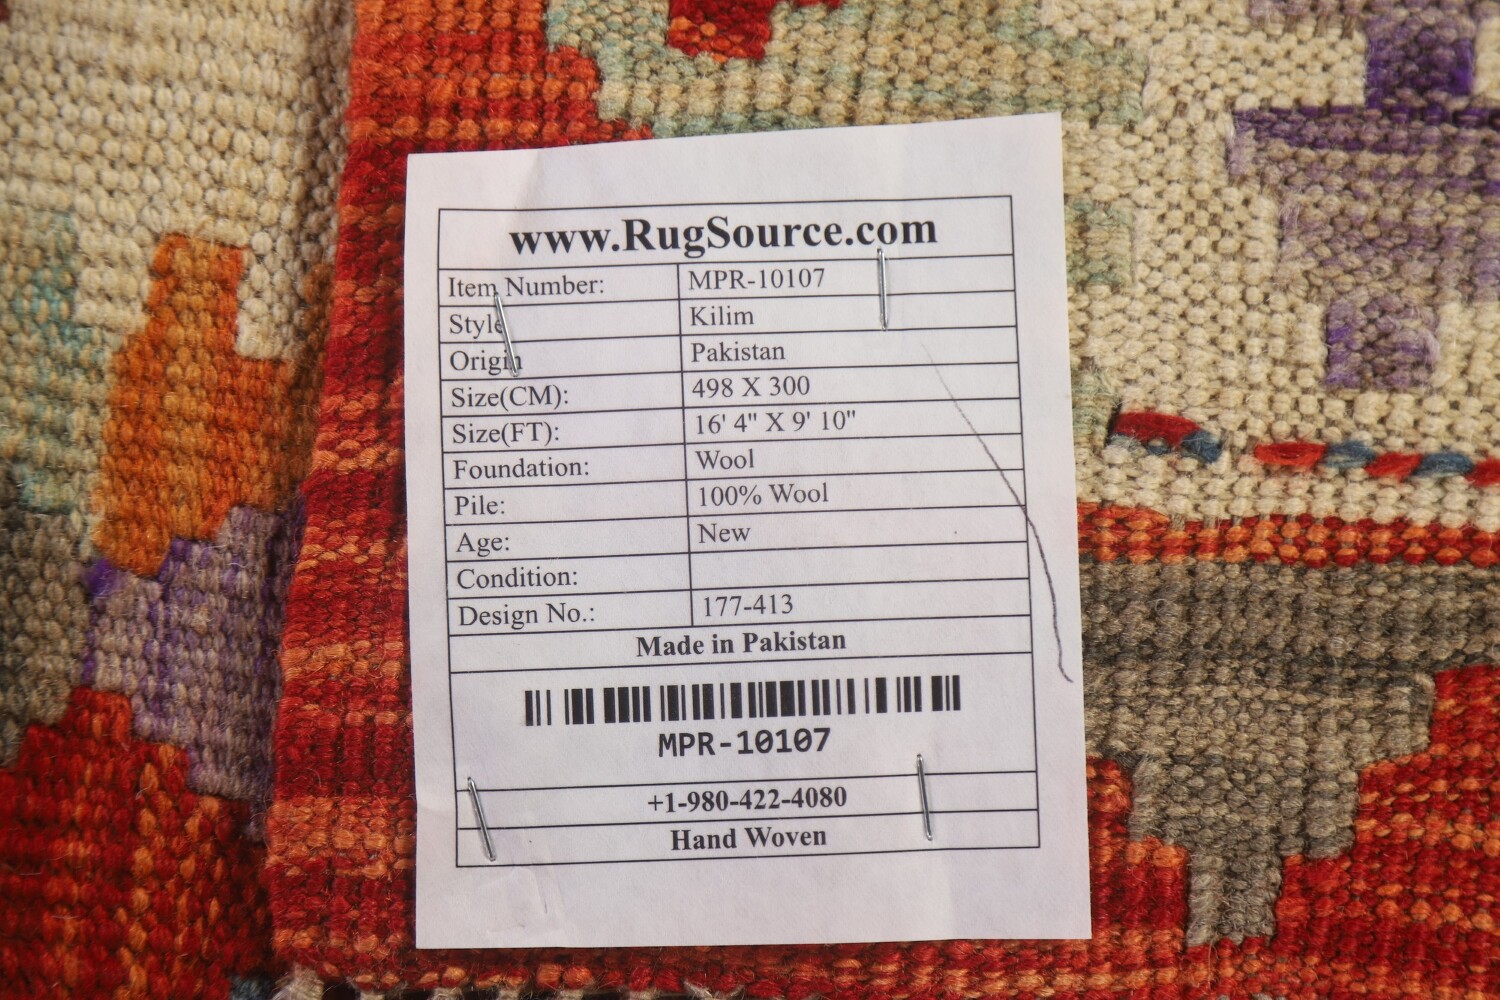 www.RugSource.com
Item Number: MPR-10107
Style Kilim
Origin Pakistan
Size(CM): 498 X 300
Size(FT): 16' 4" X 9' 10"
Foundation: Wool
Pile: 100% Wool
Age: New
Condition:
Design No.: 177-413
Made in Pakistan
MPR-10107
+1-980-422-4080
Hand Woven